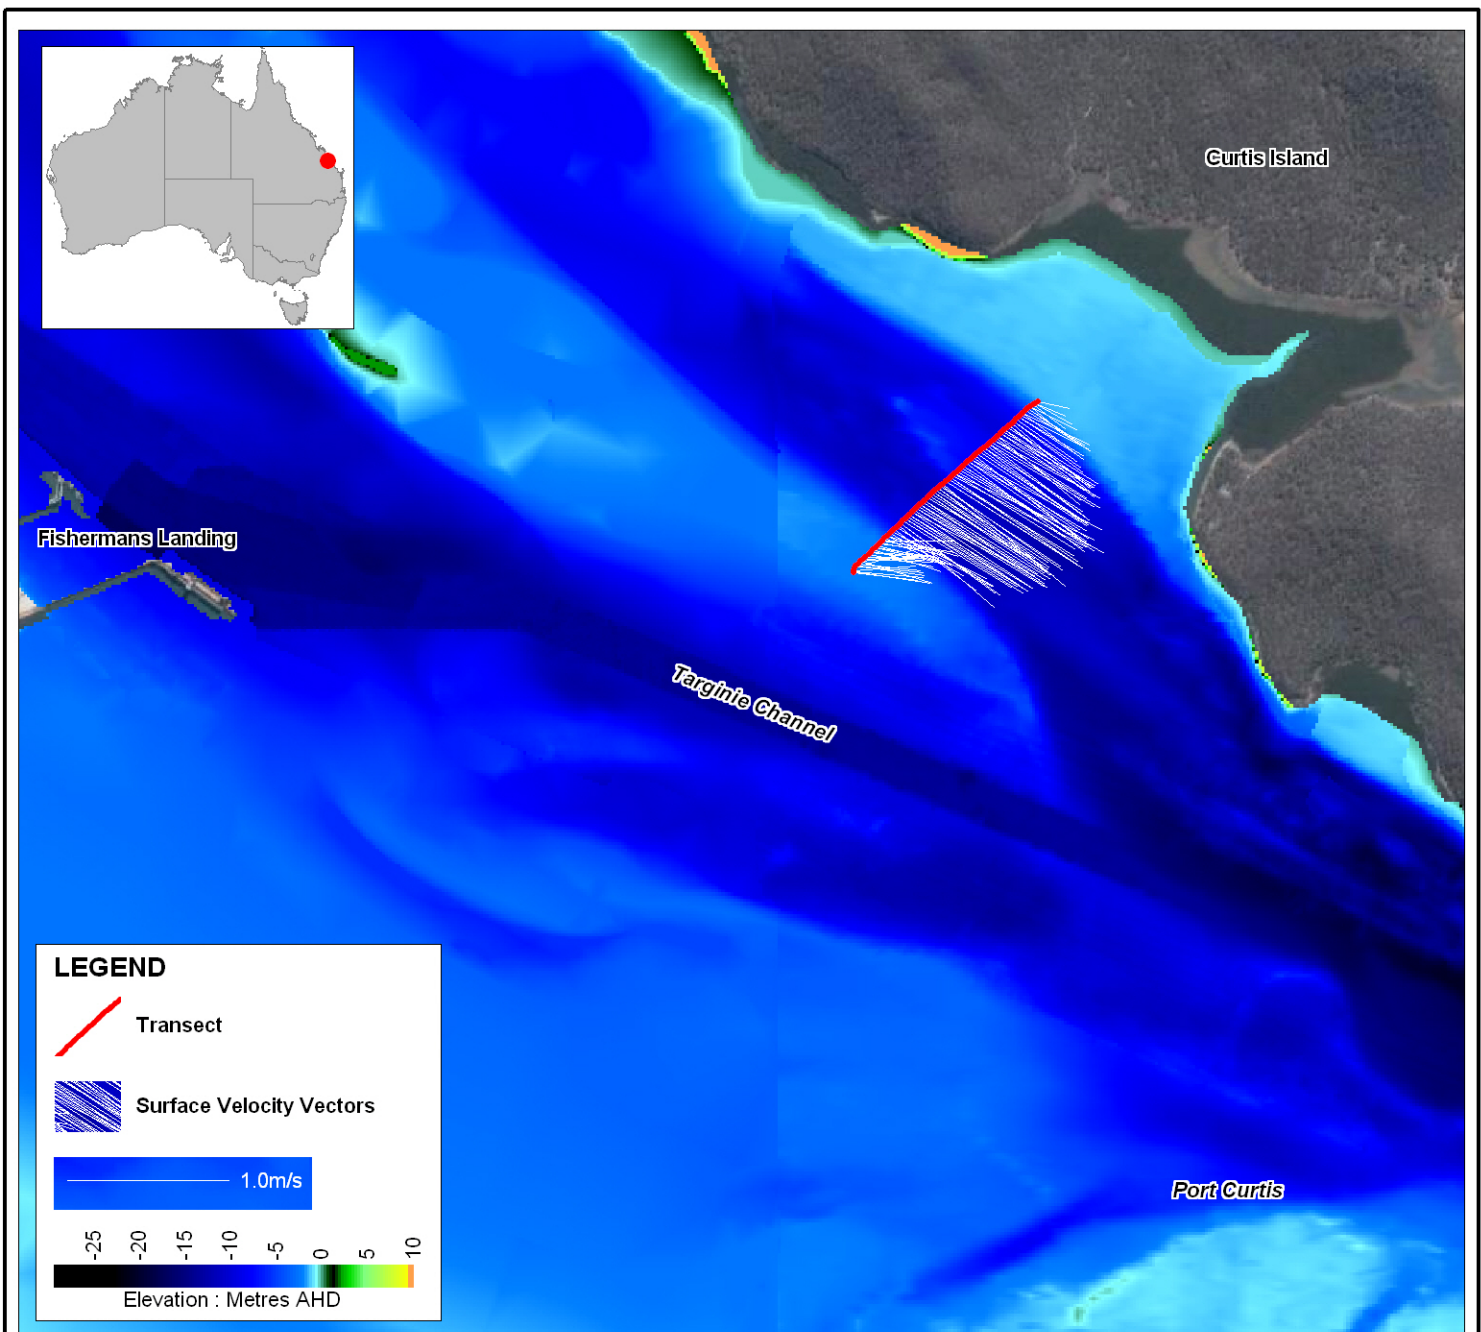 Curtis Island
Fishermans Landing
Targinie Channel
Port Curtis
LEGEND
Transect
Surface Velocity Vectors
1.0m/s
-25 -20 -15 -10 -5 0 5 10
Elevation : Metres AHD